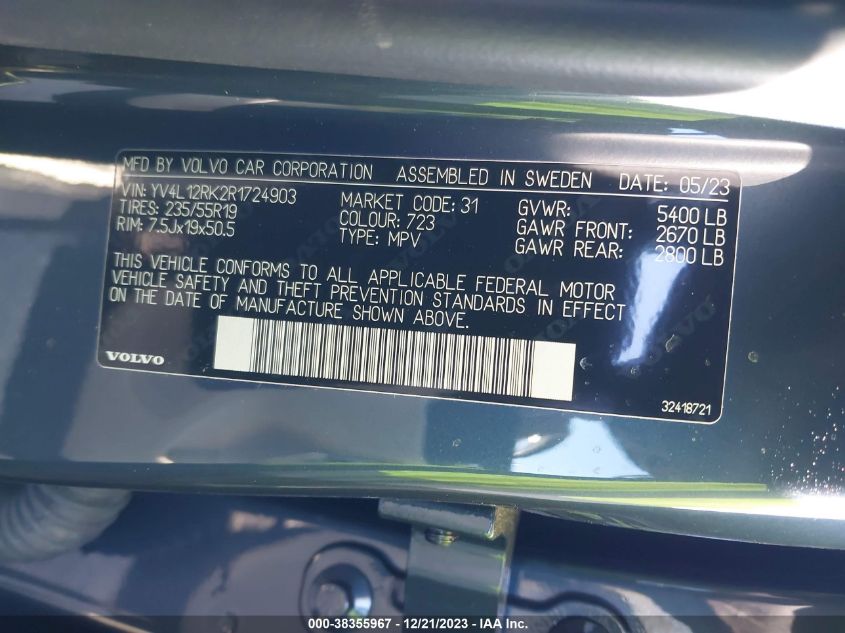 MFD BY VOLVO CAR CORPORATION ASSEMBLED IN SWEDEN DATE: 05/23
VIN: YV4L12RK2R1724903 MARKET CODE: 31 GVWR: 5400 LB
TIRES: 235/55R19 COLOUR: 723 GAWR FRONT: 2670 LB
RIM: 7.5Jx19x50.5 TYPE: MPV GAWR REAR: 2800 LB
THIS VEHICLE CONFORMS TO ALL APPLICABLE FEDERAL MOTOR
VEHICLE SAFETY AND THEFT PREVENTION STANDARDS IN EFFECT
ON THE DATE OF MANUFACTURE SHOWN ABOVE.
VOLVO
32418721
000-38355967 - 12/21/2023 - IAA Inc.